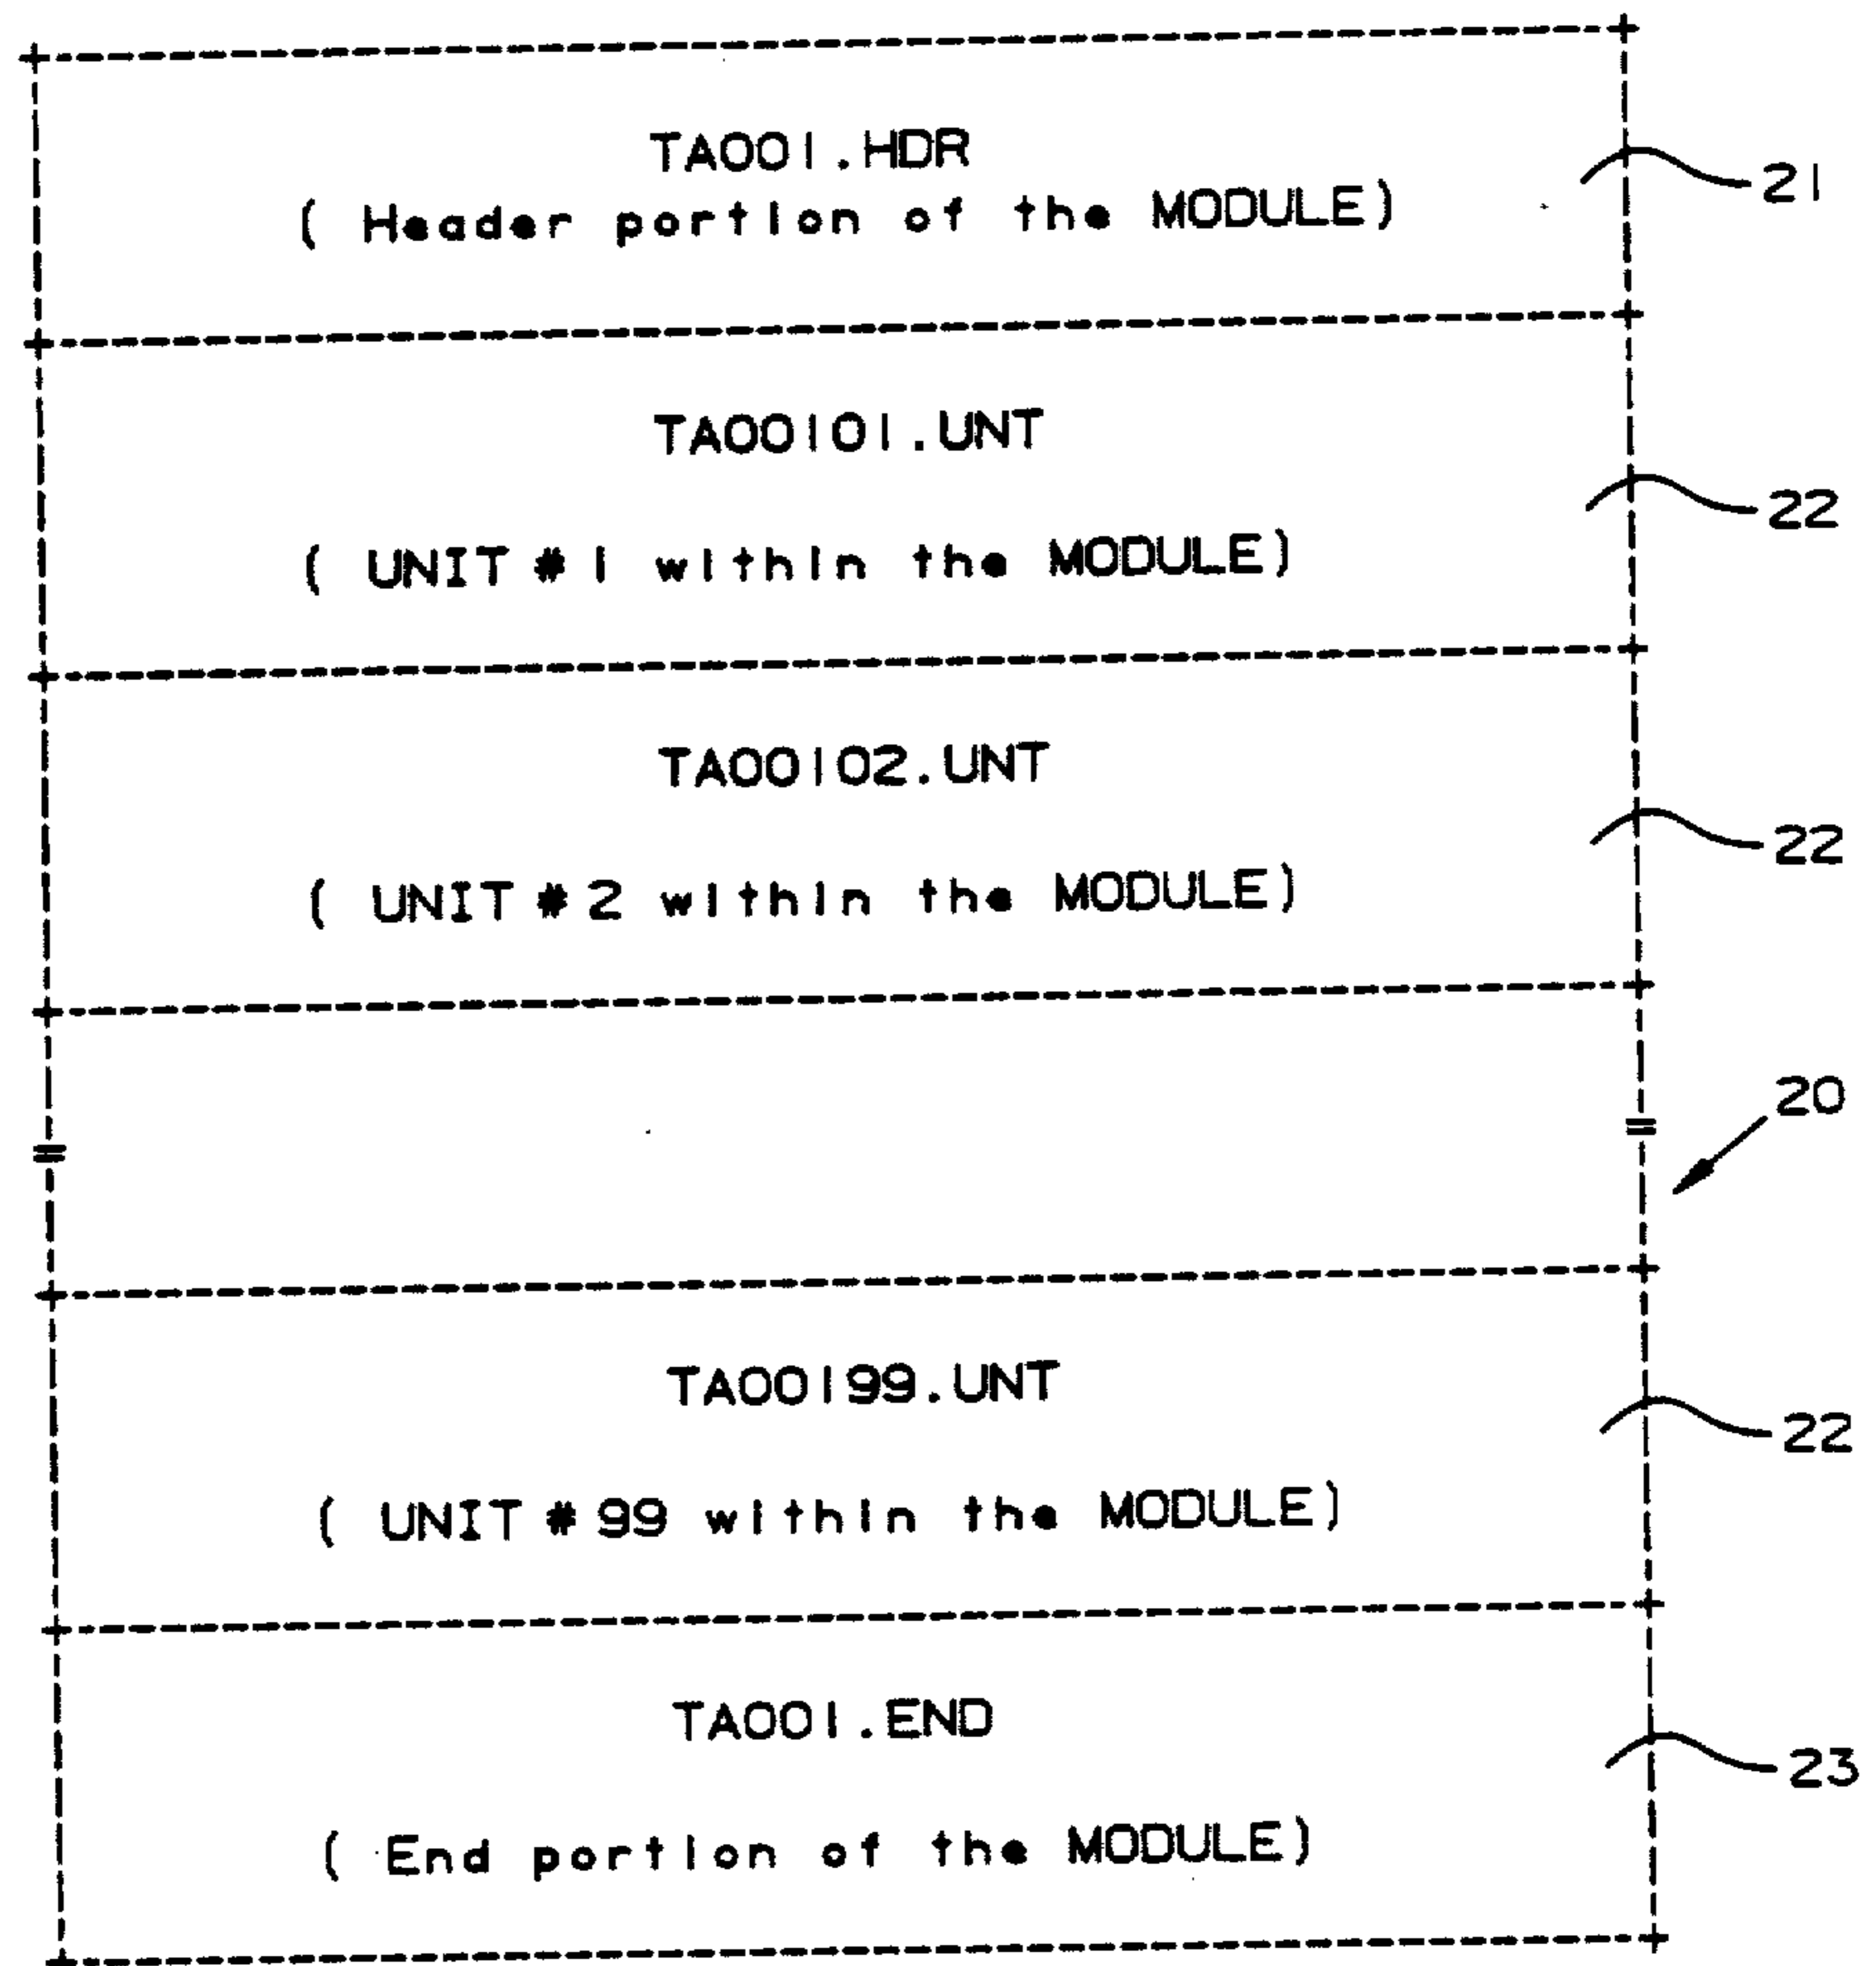 TA001.HDR
( Header portion of the MODULE)
21
TA00101.UNT
22
( UNIT # 1 within the MODULE)
TA00102.UNT
22
( UNIT # 2 within the MODULE)
20
TA00199.UNT
22
( UNIT # 99 within the MODULE)
TA001.END
23
( End portion of the MODULE)